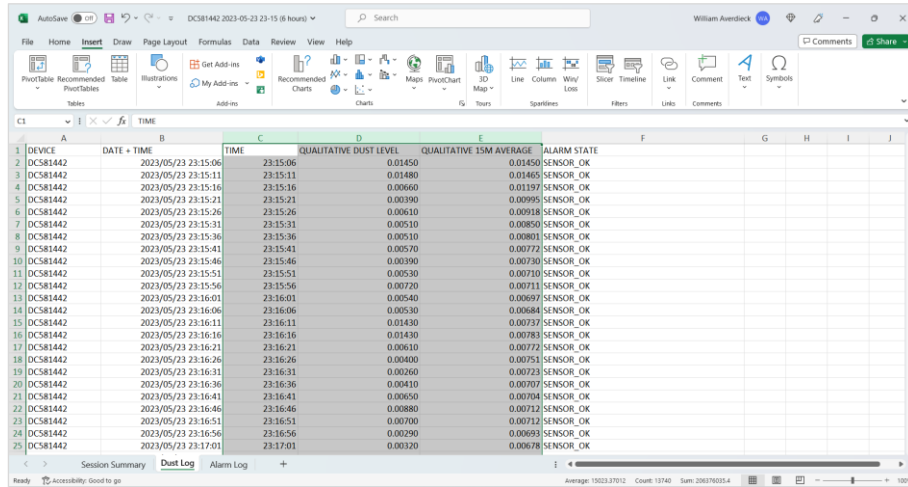 AutoSave Off DC581442 2023-05-23 23-15 (6 hours) Search William Averdieck WA
File Home Insert Draw Page Layout Formulas Data Review View Help Comments Share
PivotTable Recommended PivotTables Table Illustrations Get Add-ins My Add-ins Recommended Charts Maps PivotChart 3D Map Line Column Win/Loss Slicer Timeline Link Comment Text Symbols
Tables Add-ins Charts Tours Sparklines Filters Links Comments
C1 fx TIME
A B C D E F G H I J
1 DEVICE DATE + TIME TIME QUALITATIVE DUST LEVEL QUALITATIVE 15M AVERAGE ALARM STATE
2 DC581442 2023/05/23 23:15:06 23:15:06 0.01450 0.01450 SENSOR_OK
3 DC581442 2023/05/23 23:15:11 23:15:11 0.01480 0.01465 SENSOR_OK
4 DC581442 2023/05/23 23:15:16 23:15:16 0.00660 0.01197 SENSOR_OK
5 DC581442 2023/05/23 23:15:21 23:15:21 0.00390 0.00995 SENSOR_OK
6 DC581442 2023/05/23 23:15:26 23:15:26 0.00610 0.00918 SENSOR_OK
7 DC581442 2023/05/23 23:15:31 23:15:31 0.00510 0.00850 SENSOR_OK
8 DC581442 2023/05/23 23:15:36 23:15:36 0.00510 0.00801 SENSOR_OK
9 DC581442 2023/05/23 23:15:41 23:15:41 0.00570 0.00772 SENSOR_OK
10 DC581442 2023/05/23 23:15:46 23:15:46 0.00390 0.00730 SENSOR_OK
11 DC581442 2023/05/23 23:15:51 23:15:51 0.00530 0.00710 SENSOR_OK
12 DC581442 2023/05/23 23:15:56 23:15:56 0.00720 0.00711 SENSOR_OK
13 DC581442 2023/05/23 23:16:01 23:16:01 0.00540 0.00697 SENSOR_OK
14 DC581442 2023/05/23 23:16:06 23:16:06 0.00530 0.00684 SENSOR_OK
15 DC581442 2023/05/23 23:16:11 23:16:11 0.01430 0.00737 SENSOR_OK
16 DC581442 2023/05/23 23:16:16 23:16:16 0.01430 0.00783 SENSOR_OK
17 DC581442 2023/05/23 23:16:21 23:16:21 0.00610 0.00772 SENSOR_OK
18 DC581442 2023/05/23 23:16:26 23:16:26 0.00400 0.00751 SENSOR_OK
19 DC581442 2023/05/23 23:16:31 23:16:31 0.00260 0.00723 SENSOR_OK
20 DC581442 2023/05/23 23:16:36 23:16:36 0.00410 0.00707 SENSOR_OK
21 DC581442 2023/05/23 23:16:41 23:16:41 0.00650 0.00704 SENSOR_OK
22 DC581442 2023/05/23 23:16:46 23:16:46 0.00880 0.00712 SENSOR_OK
23 DC581442 2023/05/23 23:16:51 23:16:51 0.00700 0.00712 SENSOR_OK
24 DC581442 2023/05/23 23:16:56 23:16:56 0.00290 0.00693 SENSOR_OK
25 DC581442 2023/05/23 23:17:01 23:17:01 0.00320 0.00678 SENSOR_OK
Session Summary Dust Log Alarm Log +
Ready Accessibility: Good to go Average: 15023.37012 Count: 13740 Sum: 206376035.4 100%